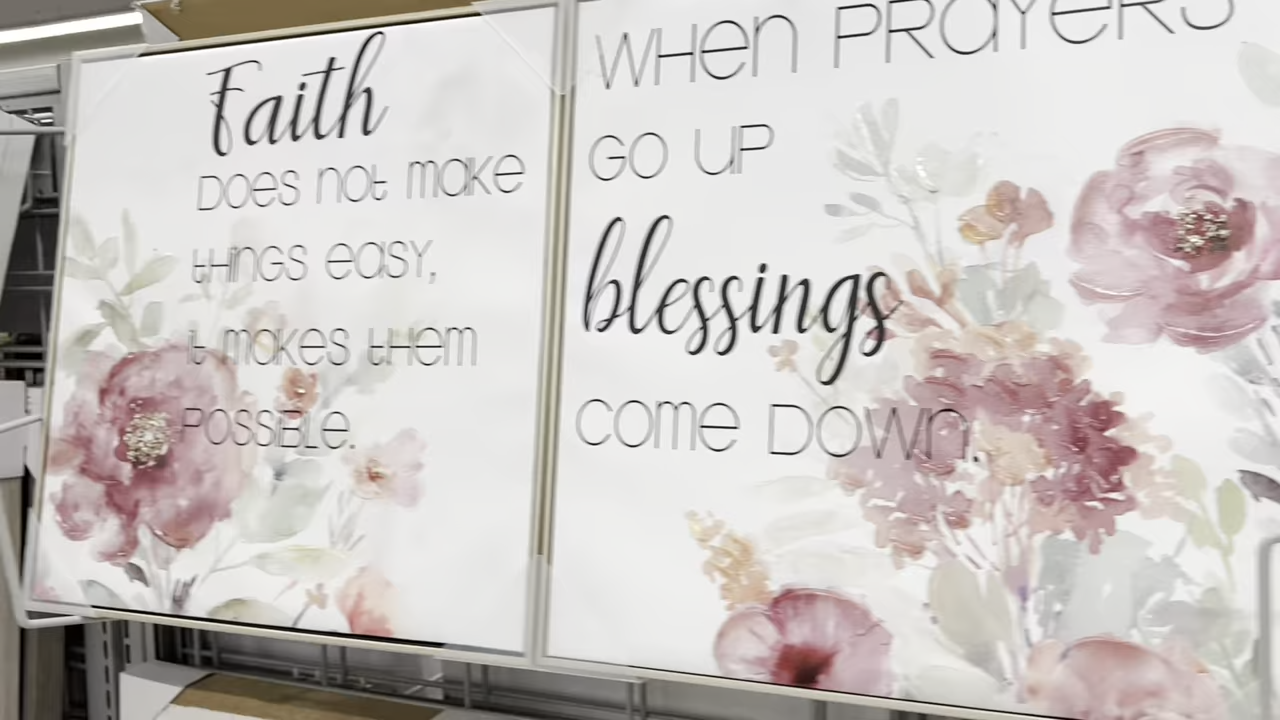 Faith
DOES NOT MAKE
THINGS EASY,
IT MAKES THEM
POSSIBLE.
WHEN PRAYERS
GO UP
blessings
COME DOWN.